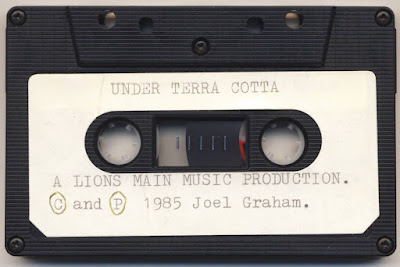 UNDER TERRA COTTA
A LIONS MAIN MUSIC PRODUCTION.
C and P 1985 Joel Graham.